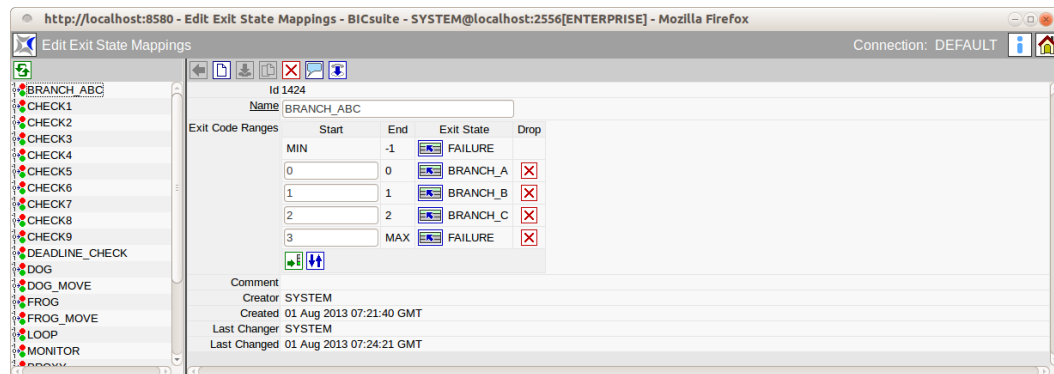 http://localhost:8580 - Edit Exit State Mappings - BICsuite - SYSTEM@localhost:2556[ENTERPRISE] - Mozilla Firefox
Edit Exit State Mappings Connection: DEFAULT
BRANCH_ABC
CHECK1
CHECK2
CHECK3
CHECK4
CHECK5
CHECK6
CHECK7
CHECK8
CHECK9
DEADLINE_CHECK
DOG
DOG_MOVE
FROG
FROG_MOVE
LOOP
MONITOR
PROXY
Id 1424
Name BRANCH_ABC
Exit Code Ranges Start End Exit State Drop
MIN -1 FAILURE
0 0 BRANCH_A
1 1 BRANCH_B
2 2 BRANCH_C
3 MAX FAILURE
Comment
Creator SYSTEM
Created 01 Aug 2013 07:21:40 GMT
Last Changer SYSTEM
Last Changed 01 Aug 2013 07:24:21 GMT